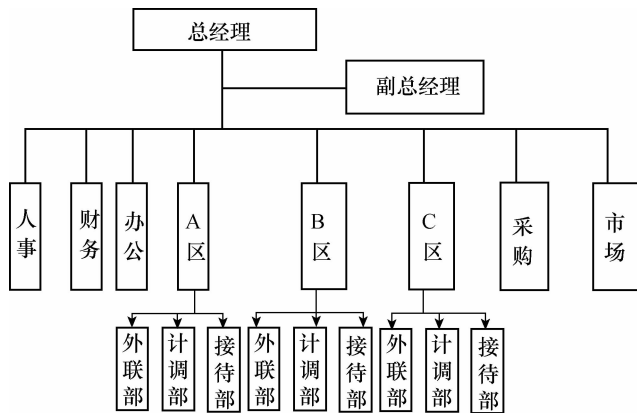 总经理
副总经理
人事
财务
办公
A区
B区
C区
采购
市场
外联部
计调部
接待部
外联部
计调部
接待部
外联部
计调部
接待部